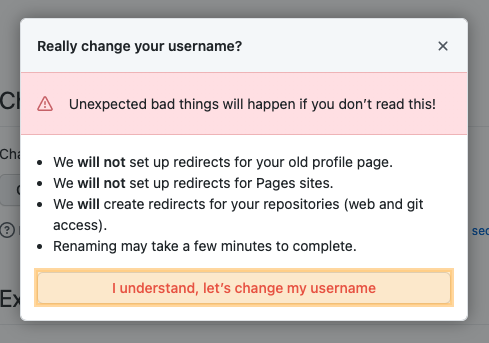 Really change your username?
Unexpected bad things will happen if you don’t read this!
We will not set up redirects for your old profile page.
We will not set up redirects for Pages sites.
We will create redirects for your repositories (web and git
access).
Renaming may take a few minutes to complete.
I understand, let’s change my username
Cha
sec
Ex